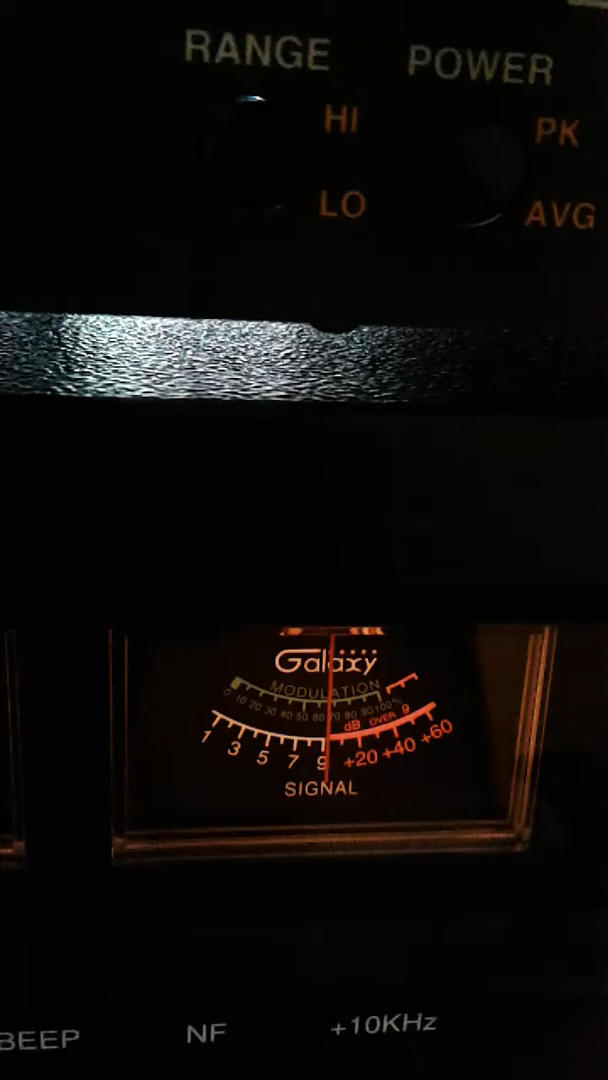 RANGE POWER
HI PK
LO AVG
Galaxy
MODULATION
0 10 20 30 40 50 60 70 80 90 100 %
dB OVER 9
1 3 5 7 9 +20 +40 +60
SIGNAL
BEEP NF +10KHz